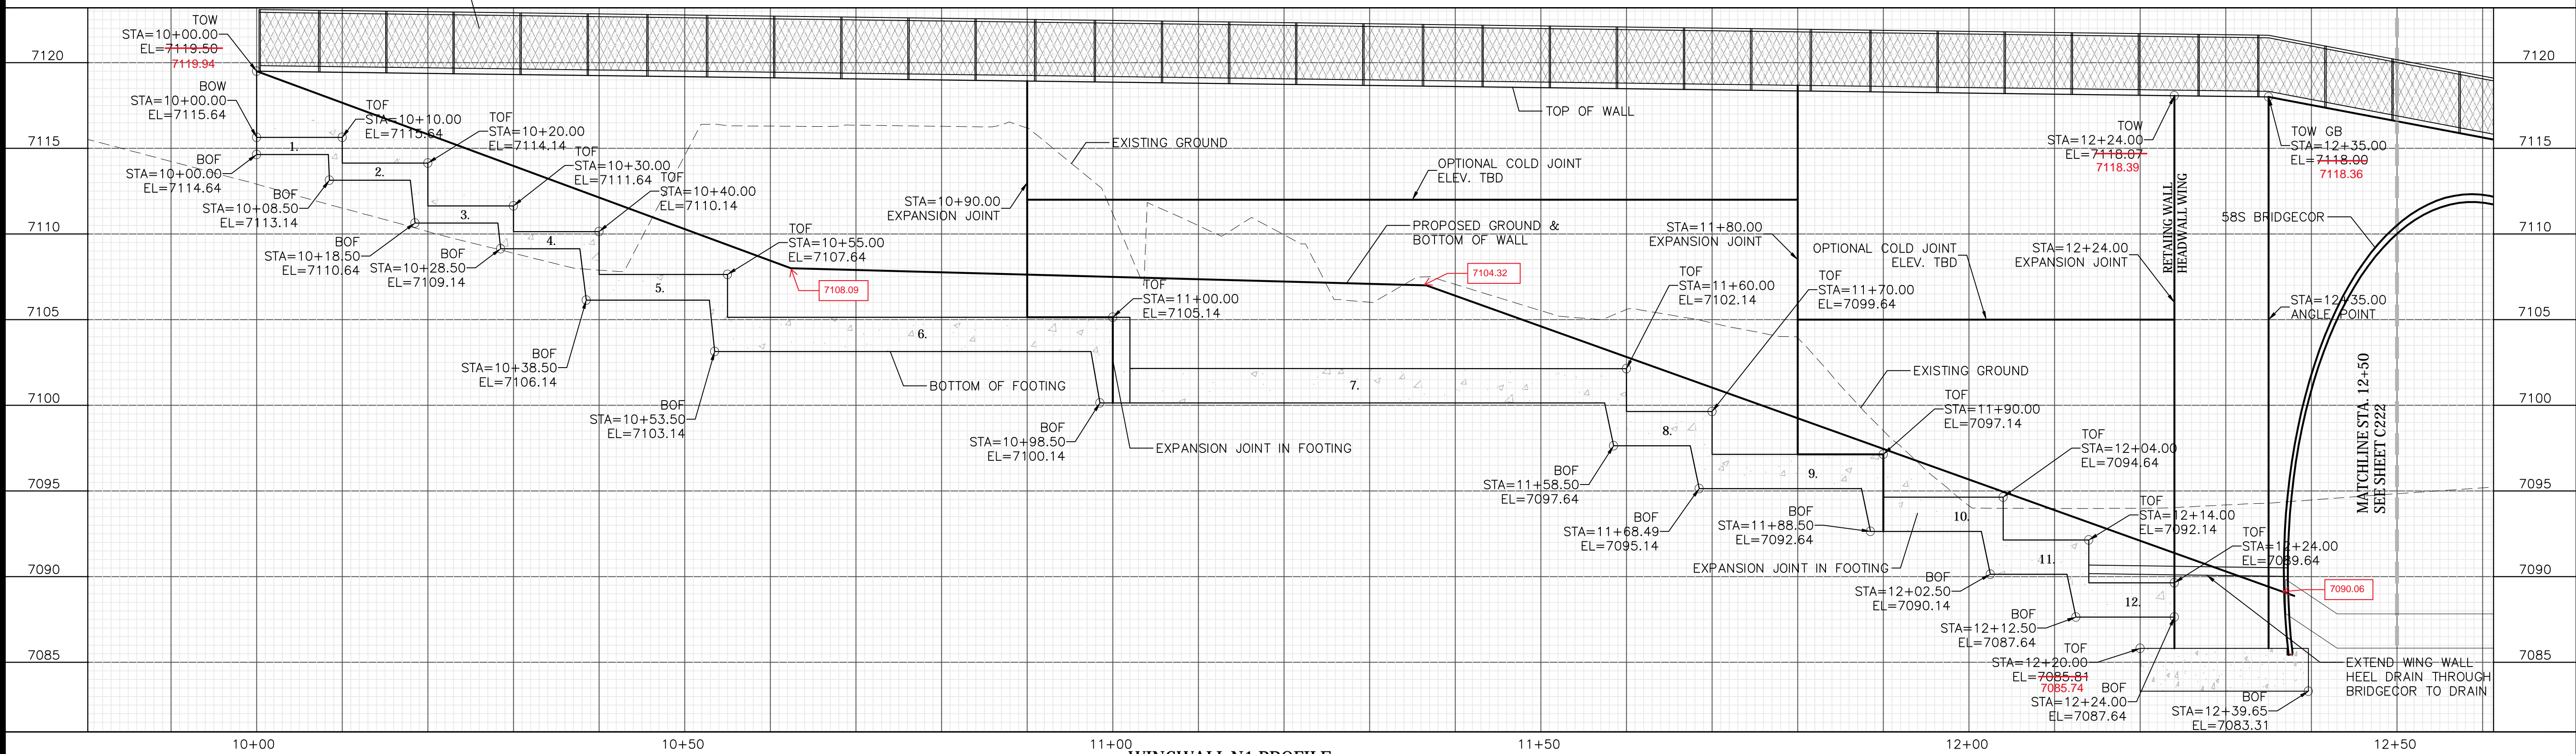 TOW
STA=10+00.00
EL=7119.50
7119.94
BOW
STA=10+00.00
EL=7115.64
BOF
STA=10+00.00
EL=7114.64
TOF
STA=10+10.00
EL=7115.64
TOF
STA=10+20.00
EL=7114.14
TOF
STA=10+30.00
EL=7111.64
TOF
STA=10+40.00
EL=7110.14
TOF
STA=10+55.00
EL=7107.64
7108.09
BOF
STA=10+08.50
EL=7113.14
BOF
STA=10+18.50
EL=7110.64
BOF
STA=10+28.50
EL=7109.14
BOF
STA=10+38.50
EL=7106.14
BOF
STA=10+53.50
EL=7103.14
1.
2.
3.
4.
5.
6.
7.
8.
9.
10.
11.
12.
BOTTOM OF FOOTING
STA=10+90.00
EXPANSION JOINT
EXISTING GROUND
OPTIONAL COLD JOINT
ELEV. TBD
TOP OF WALL
PROPOSED GROUND &
BOTTOM OF WALL
7104.32
TOF
STA=11+00.00
EL=7105.14
BOF
STA=10+98.50
EL=7100.14
EXPANSION JOINT IN FOOTING
STA=11+80.00
EXPANSION JOINT
TOF
STA=11+60.00
EL=7102.14
TOF
STA=11+70.00
EL=7099.64
BOF
STA=11+58.50
EL=7097.64
BOF
STA=11+68.49
EL=7095.14
BOF
STA=11+88.50
EL=7092.64
EXPANSION JOINT IN FOOTING
OPTIONAL COLD JOINT
ELEV. TBD
EXISTING GROUND
TOF
STA=11+90.00
EL=7097.14
TOF
STA=12+04.00
EL=7094.64
TOF
STA=12+14.00
EL=7092.14
TOF
STA=12+24.00
EL=7089.64
BOF
STA=12+02.50
EL=7090.14
BOF
STA=12+12.50
EL=7087.64
TOF
STA=12+20.00
EL=7085.81
7085.74
BOF
STA=12+24.00
EL=7087.64
BOF
STA=12+39.65
EL=7083.31
TOW
STA=12+24.00
EL=7118.07
7118.39
TOW GB
STA=12+35.00
EL=7118.00
7118.36
RETAIING WALL
HEADWALL WING
STA=12+24.00
EXPANSION JOINT
58S BRIDGECOR
STA=12+35.00
ANGLE POINT
MATCHLINE STA. 12+50
SEE SHEET C222
7090.06
EXTEND WING WALL
HEEL DRAIN THROUGH
BRIDGECOR TO DRAIN
7120
7115
7110
7105
7100
7095
7090
7085
7120
7115
7110
7105
7100
7095
7090
7085
10+00
10+50
11+00
11+50
12+00
12+50
WINGWALL N1 PROFILE